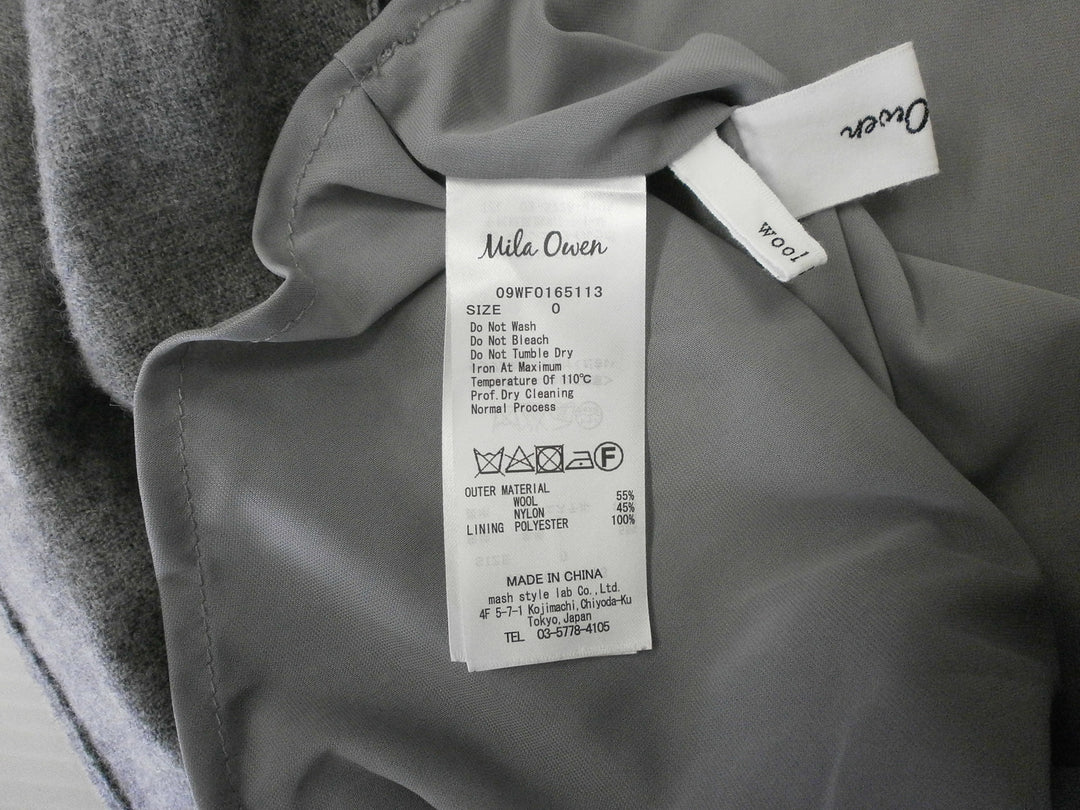 Mila Owen
09WF0165113
SIZE 0
Do Not Wash
Do Not Bleach
Do Not Tumble Dry
Iron At Maximum
Temperature Of 110℃
Prof.Dry Cleaning
Normal Process
F
OUTER MATERIAL
WOOL 55%
NYLON 45%
LINING POLYESTER 100%
MADE IN CHINA
mash style lab Co.,Ltd.
4F 5-7-1 Kojimachi,Chiyoda-Ku
Tokyo,Japan
TEL 03-5778-4105
Owen
wool